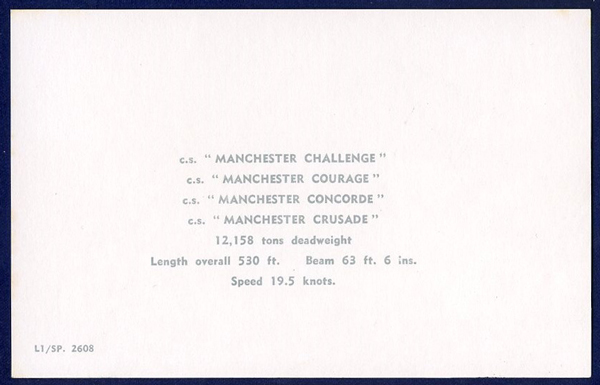 c.s. "MANCHESTER CHALLENGE"
c.s. "MANCHESTER COURAGE"
c.s. "MANCHESTER CONCORDE"
c.s. "MANCHESTER CRUSADE"
12,158 tons deadweight
Length overall 530 ft. Beam 63 ft. 6 ins.
Speed 19.5 knots.
L1/SP. 2608